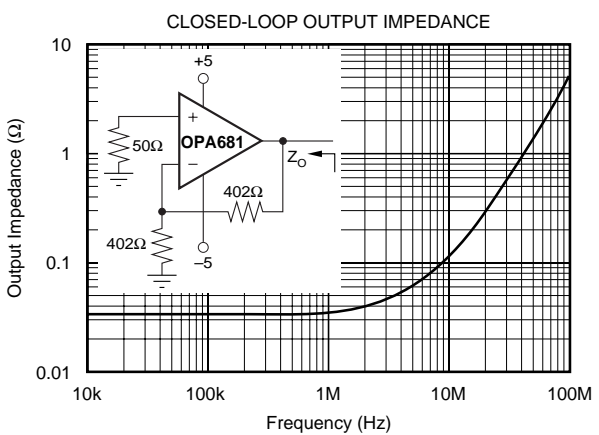 CLOSED-LOOP OUTPUT IMPEDANCE
Output Impedance (Ω)
10
1
0.1
0.01
+5
50Ω
+
OPA681
−
Z_O
402Ω
402Ω
–5
10k
100k
1M
10M
100M
Frequency (Hz)